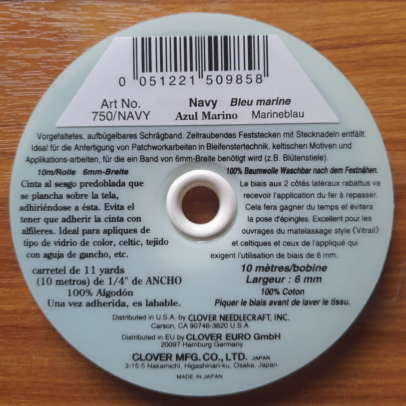 0 051221 509858
Art No. Navy Bleu marine
750/NAVY Azul Marino Marineblau
Vorgefaltetes, aufbügelbares Schrägband. Zeitraubendes Feststecken mit Stecknadeln entfällt.
Ideal für die Anfertigung von Patchworkarbeiten in Bleifenstertechnik, keltischen Motiven und
Applikations-arbeiten, für die ein Band von 6mm-Breite benötigt wird (z.B. Blütenstiele).
10m/Rolle 6mm-Breite
100% Baumwolle Waschbar nach dem Festnähen.
Cinta al sesgo predoblada que
se plancha sobre la tela,
adhiriéndose a ésta. Evita el
tener que adherir la cinta con
alfileres. Ideal para apliques de
tipo de vidrio de color, celtic, tejido
con aguja de gancho, etc.
carretel de 11 yards
(10 metros) de 1/4" de ANCHO
100% Algodón
Una vez adherida, es lavable.
Le biais aux 2 côtés latéraux rabattus va
recevoir l'application du fer à repasser.
Cela fera gagner du temps et évitera
la pose d'épingles. Excellent pour les
ouvrages du matelassage style (Vitrail)
et celtiques et ceux de l'appliqué qui
exigent l'utilisation de biais de 6 mm.
10 mètres/bobine
Largeur : 6 mm
100% Coton
Piquer le biais avant de laver le tissu.
Distributed in U.S.A. by CLOVER NEEDLECRAFT, INC.
Carson, CA 90746-3620 U.S.A.
Distributed in EU by CLOVER EURO GmbH
20097 Hamburg Germany
CLOVER MFG. CO., LTD. JAPAN
3-15-5 Nakamichi, Higashinari-ku, Osaka, Japan
MADE IN JAPAN